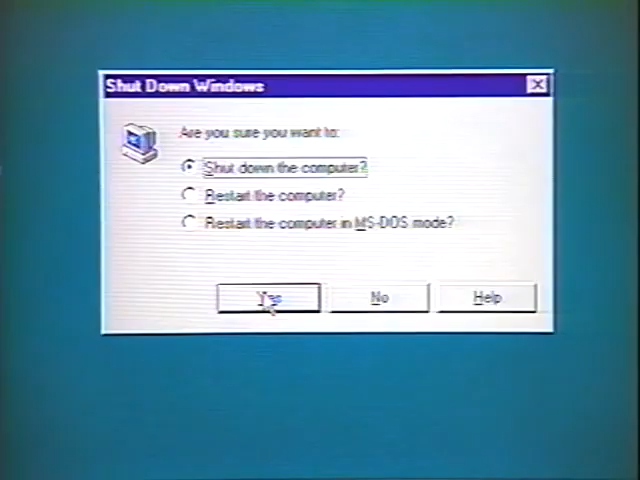 Shut Down Windows
Are you sure you want to:
Shut down the computer?
Restart the computer?
Restart the computer in MS-DOS mode?
Yes
No
Help